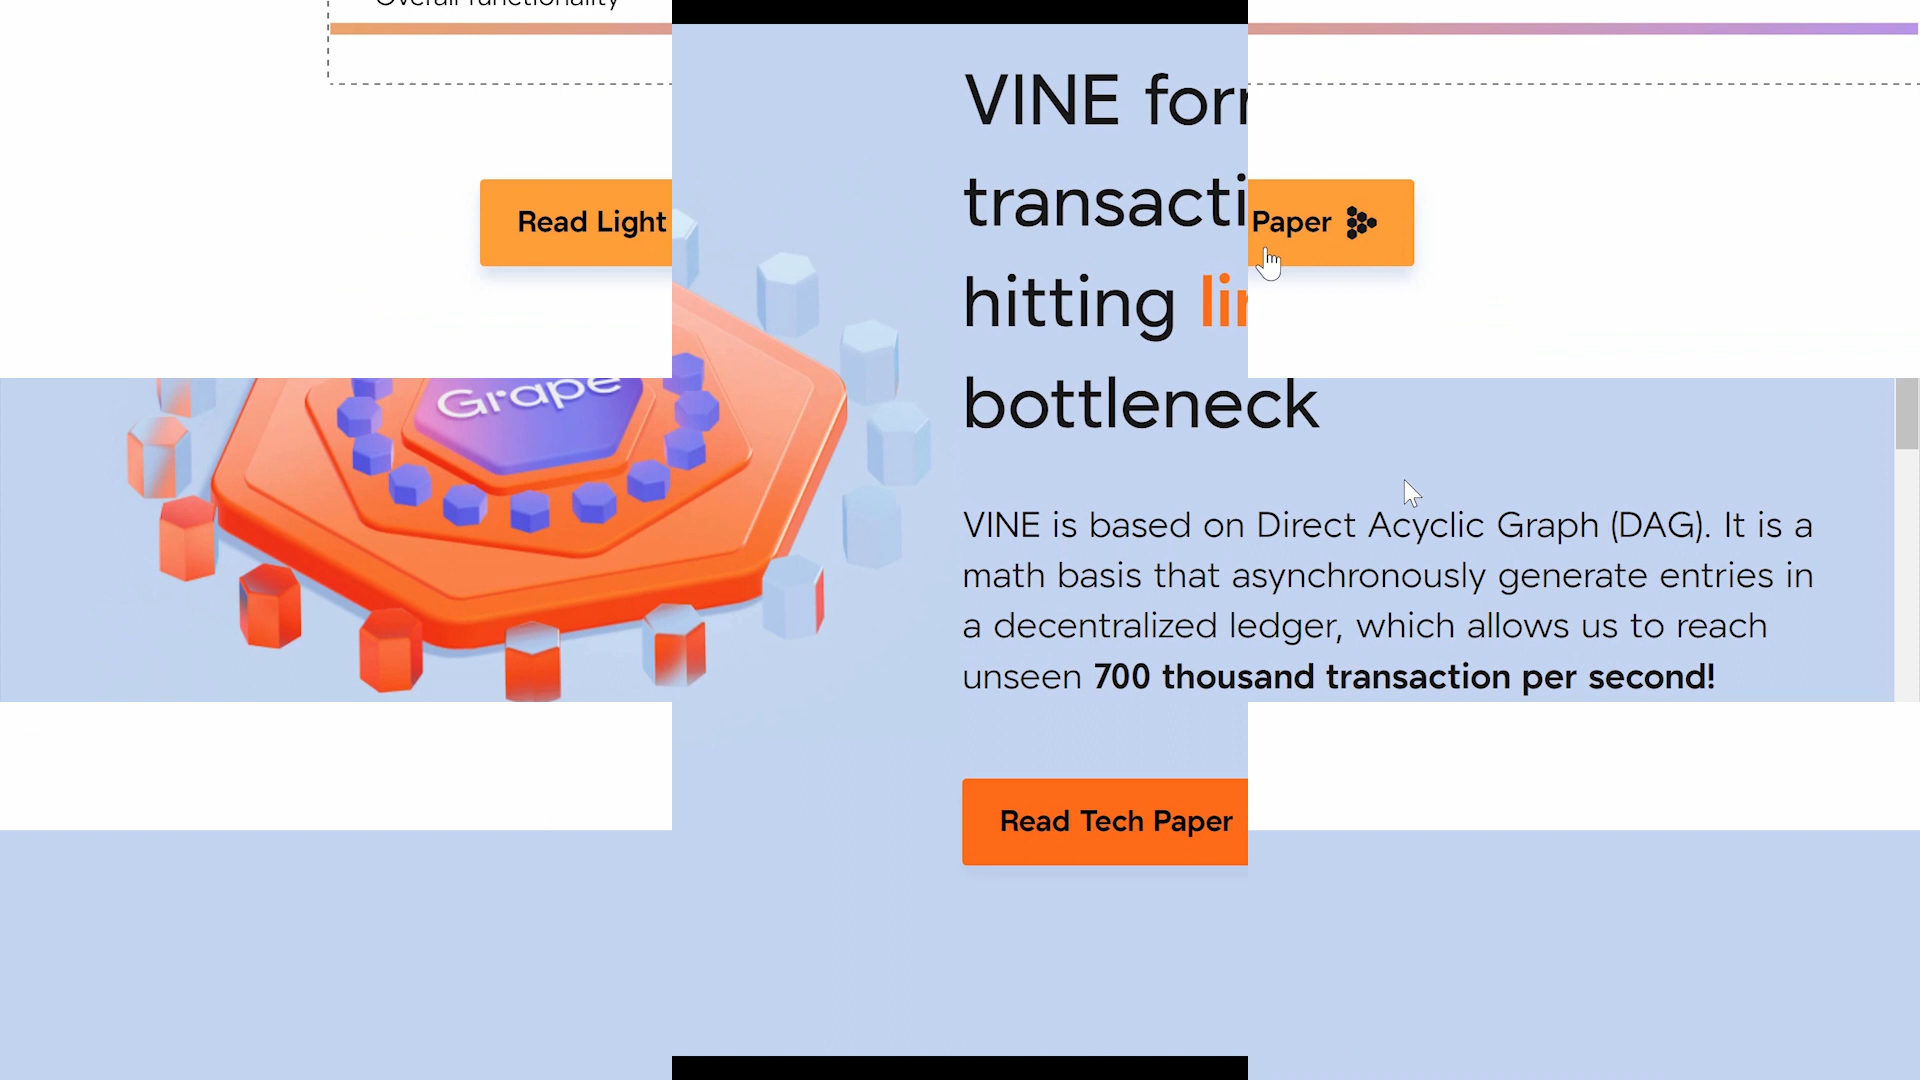 Overall functionality
VINE for
transacti
hitting li
bottleneck
Read Light
Paper
Grape
VINE is based on Direct Acyclic Graph (DAG). It is a
math basis that asynchronously generate entries in
a decentralized ledger, which allows us to reach
unseen 700 thousand transaction per second!
Read Tech Paper